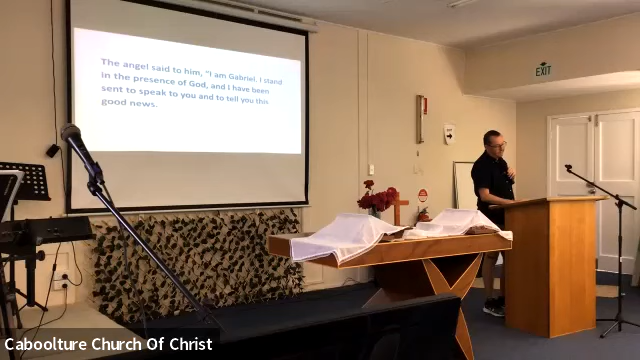 The angel said to him, "I am Gabriel. I stand
in the presence of God, and I have been
sent to speak to you and to tell you this
good news.
EXIT
Caboolture Church Of Christ